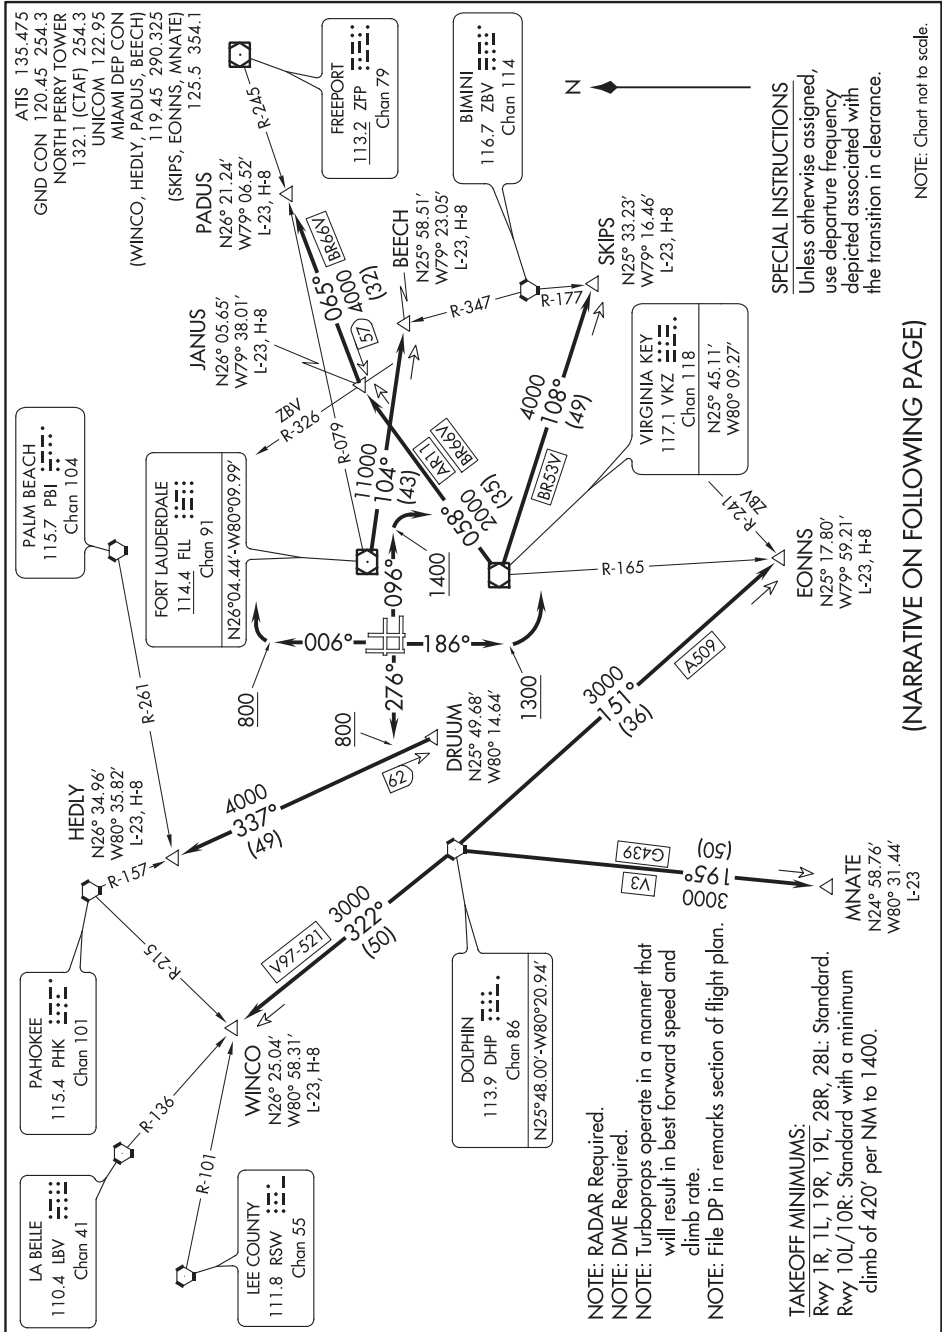 ATIS 135.475
GND CON 120.45 254.3
NORTH PERRY TOWER
132.1 (CTAF) 254.3
UNICOM 122.95
MIAMI DEP CON
(WINCO, HEDLY, PADUS, BEECH)
119.45 290.325
(SKIPS, EONNS, MNATE)
125.5 354.1
LA BELLE
110.4 LBV
Chan 41
PAHOKEE
115.4 PHK
Chan 101
LEE COUNTY
111.8 RSW
Chan 55
PALM BEACH
115.7 PBI
Chan 104
FORT LAUDERDALE
114.4 FLL
Chan 91
N26°04.44'-W80°09.99'
FREEPORT
113.2 ZFP
Chan 79
BIMINI
116.7 ZBV
Chan 114
VIRGINIA KEY
117.1 VKZ
Chan 118
N25° 45.11'
W80° 09.27'
DOLPHIN
113.9 DHP
Chan 86
N25°48.00'-W80°20.94'
HEDLY
N26° 34.96'
W80° 35.82'
L-23, H-8
WINCO
N26° 25.04'
W80° 58.31'
L-23, H-8
JANUS
N26° 05.65'
W79° 38.01'
L-23, H-8
PADUS
N26° 21.24'
W79° 06.52'
L-23, H-8
BEECH
N25° 58.51'
W79° 23.05'
L-23, H-8
SKIPS
N25° 33.23'
W79° 16.46'
L-23, H-8
EONNS
N25° 17.80'
W79° 59.21'
L-23, H-8
DRUUM
N25° 49.68'
W80° 14.64'
MNATE
N24° 58.76'
W80° 31.44'
L-23
R-136
R-101
R-215
R-157
R-261
R-079
R-245
ZBV
R-326
R-347
R-177
R-165
R-241
ZBV
V97-521
3000
322°
(50)
4000
337°
(49)
62
800
006°
800
276°
096°
1400
186°
1300
11000
104°
(43)
065°
4000
(32)
BR66V
57
058°
2000
(35)
AR11
BR66V
4000
108°
(49)
BR53V
3000
151°
(36)
A509
G439
V3
195°
3000
(50)
N
NOTE: RADAR Required.
NOTE: DME Required.
NOTE: Turboprops operate in a manner that
will result in best forward speed and
climb rate.
NOTE: File DP in remarks section of flight plan.
TAKEOFF MINIMUMS:
Rwy 1R, 1L, 19R, 19L, 28R, 28L: Standard.
Rwy 10L/10R: Standard with a minimum
climb of 420' per NM to 1400.
SPECIAL INSTRUCTIONS
Unless otherwise assigned,
use departure frequency
depicted associated with
the transition in clearance.
(NARRATIVE ON FOLLOWING PAGE)
NOTE: Chart not to scale.